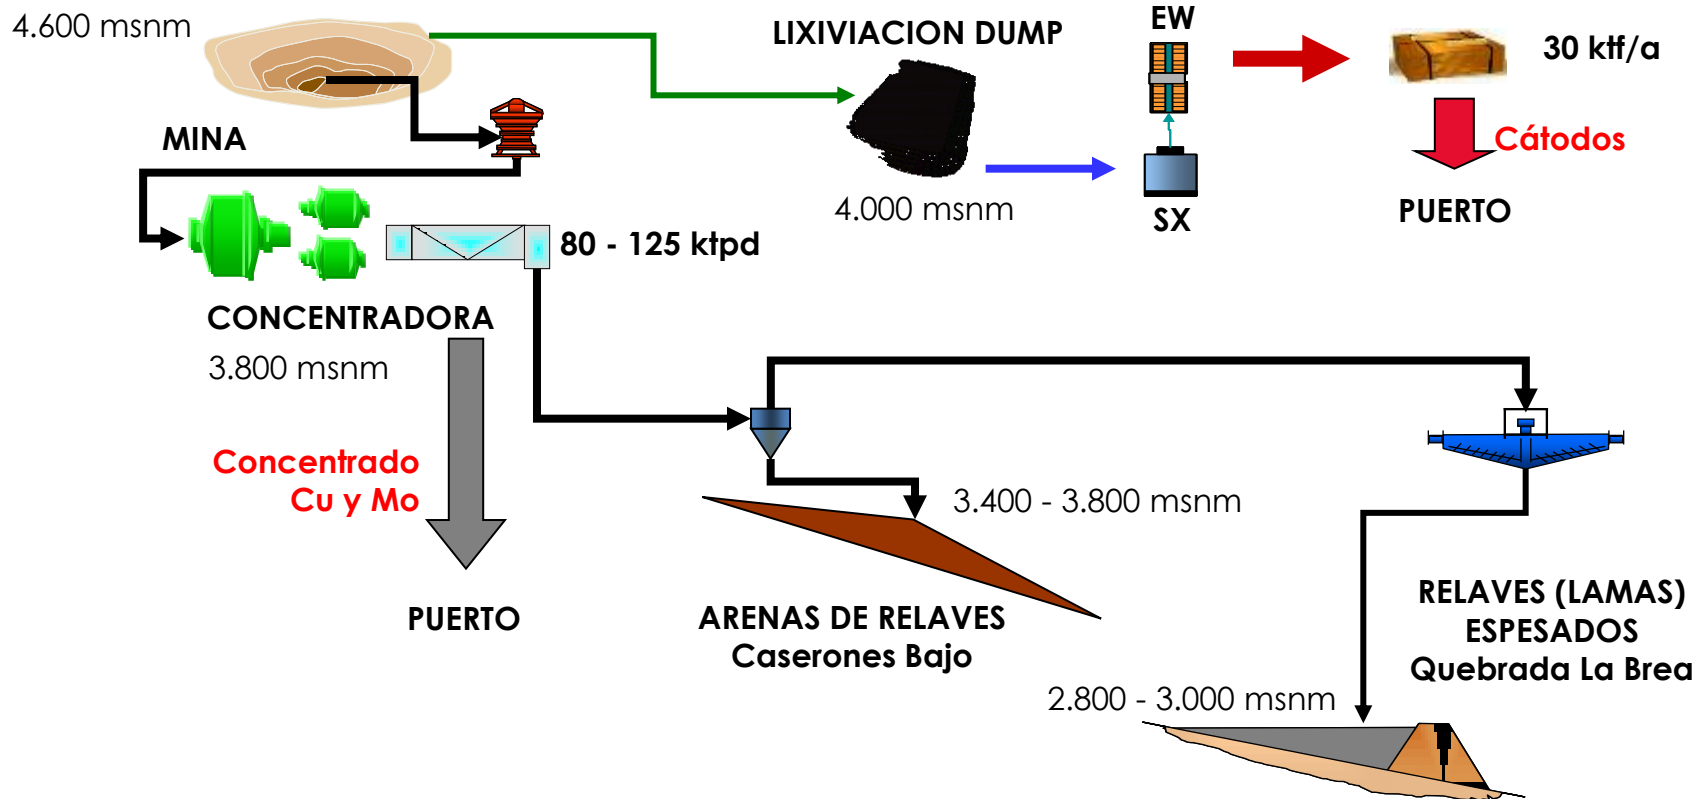 4.600 msnm
MINA
LIXIVIACION DUMP
4.000 msnm
EW
SX
30 ktf/a
Cátodos
PUERTO
80 - 125 ktpd
CONCENTRADORA
3.800 msnm
Concentrado
Cu y Mo
PUERTO
3.400 - 3.800 msnm
ARENAS DE RELAVES
Caserones Bajo
RELAVES (LAMAS)
ESPESADOS
Quebrada La Brea
2.800 - 3.000 msnm